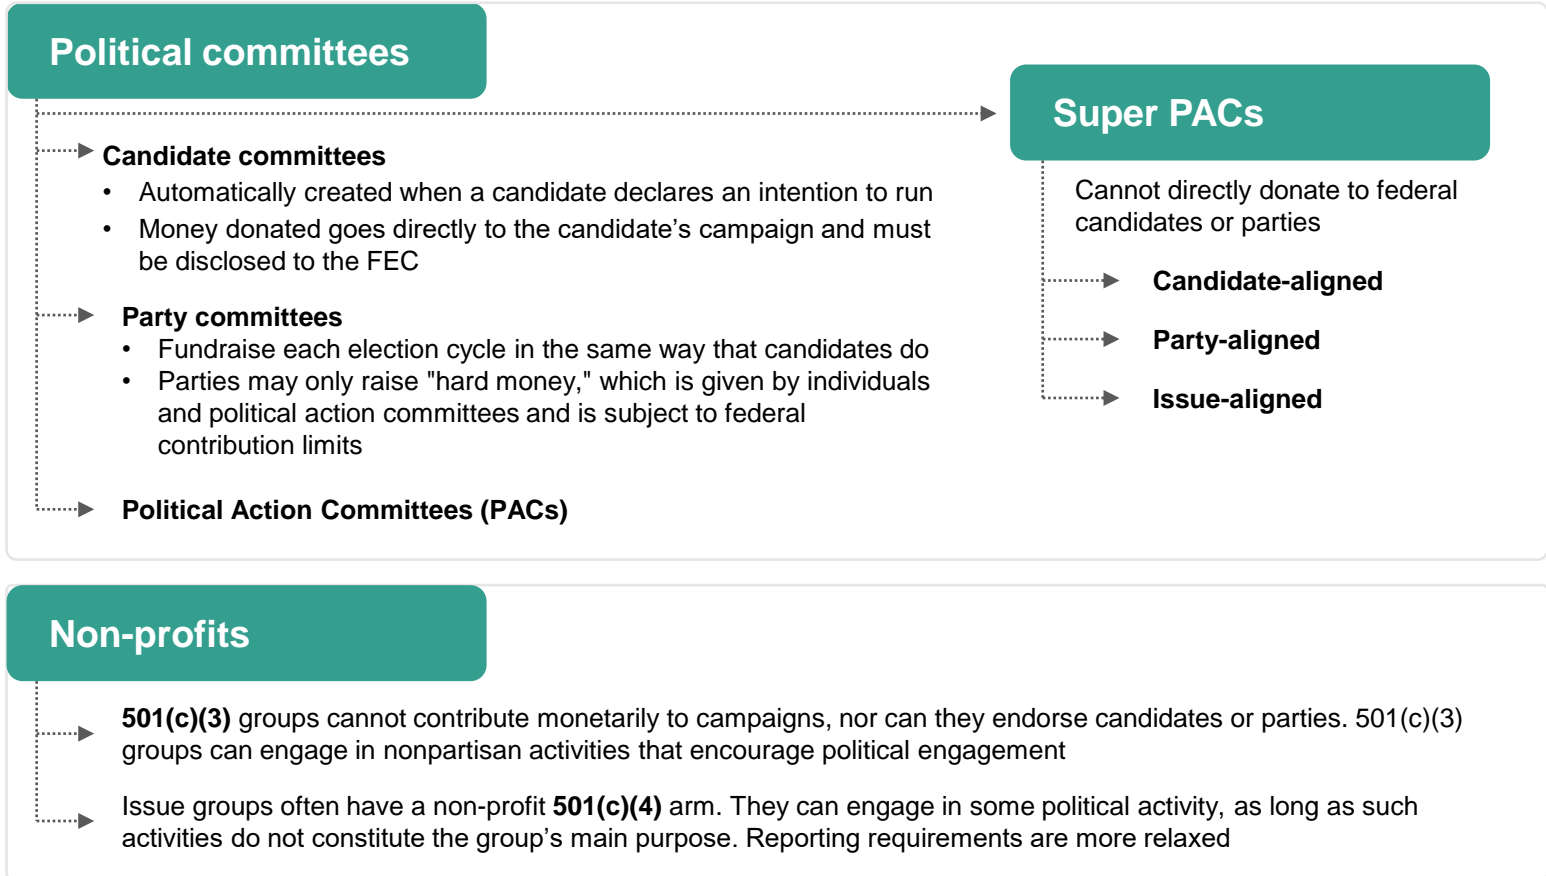 Political committees
Candidate committees
• Automatically created when a candidate declares an intention to run
• Money donated goes directly to the candidate’s campaign and must
be disclosed to the FEC
Party committees
• Fundraise each election cycle in the same way that candidates do
• Parties may only raise "hard money," which is given by individuals
and political action committees and is subject to federal
contribution limits
Political Action Committees (PACs)
Super PACs
Cannot directly donate to federal
candidates or parties
Candidate-aligned
Party-aligned
Issue-aligned
Non-profits
501(c)(3) groups cannot contribute monetarily to campaigns, nor can they endorse candidates or parties. 501(c)(3)
groups can engage in nonpartisan activities that encourage political engagement
Issue groups often have a non-profit 501(c)(4) arm. They can engage in some political activity, as long as such
activities do not constitute the group’s main purpose. Reporting requirements are more relaxed